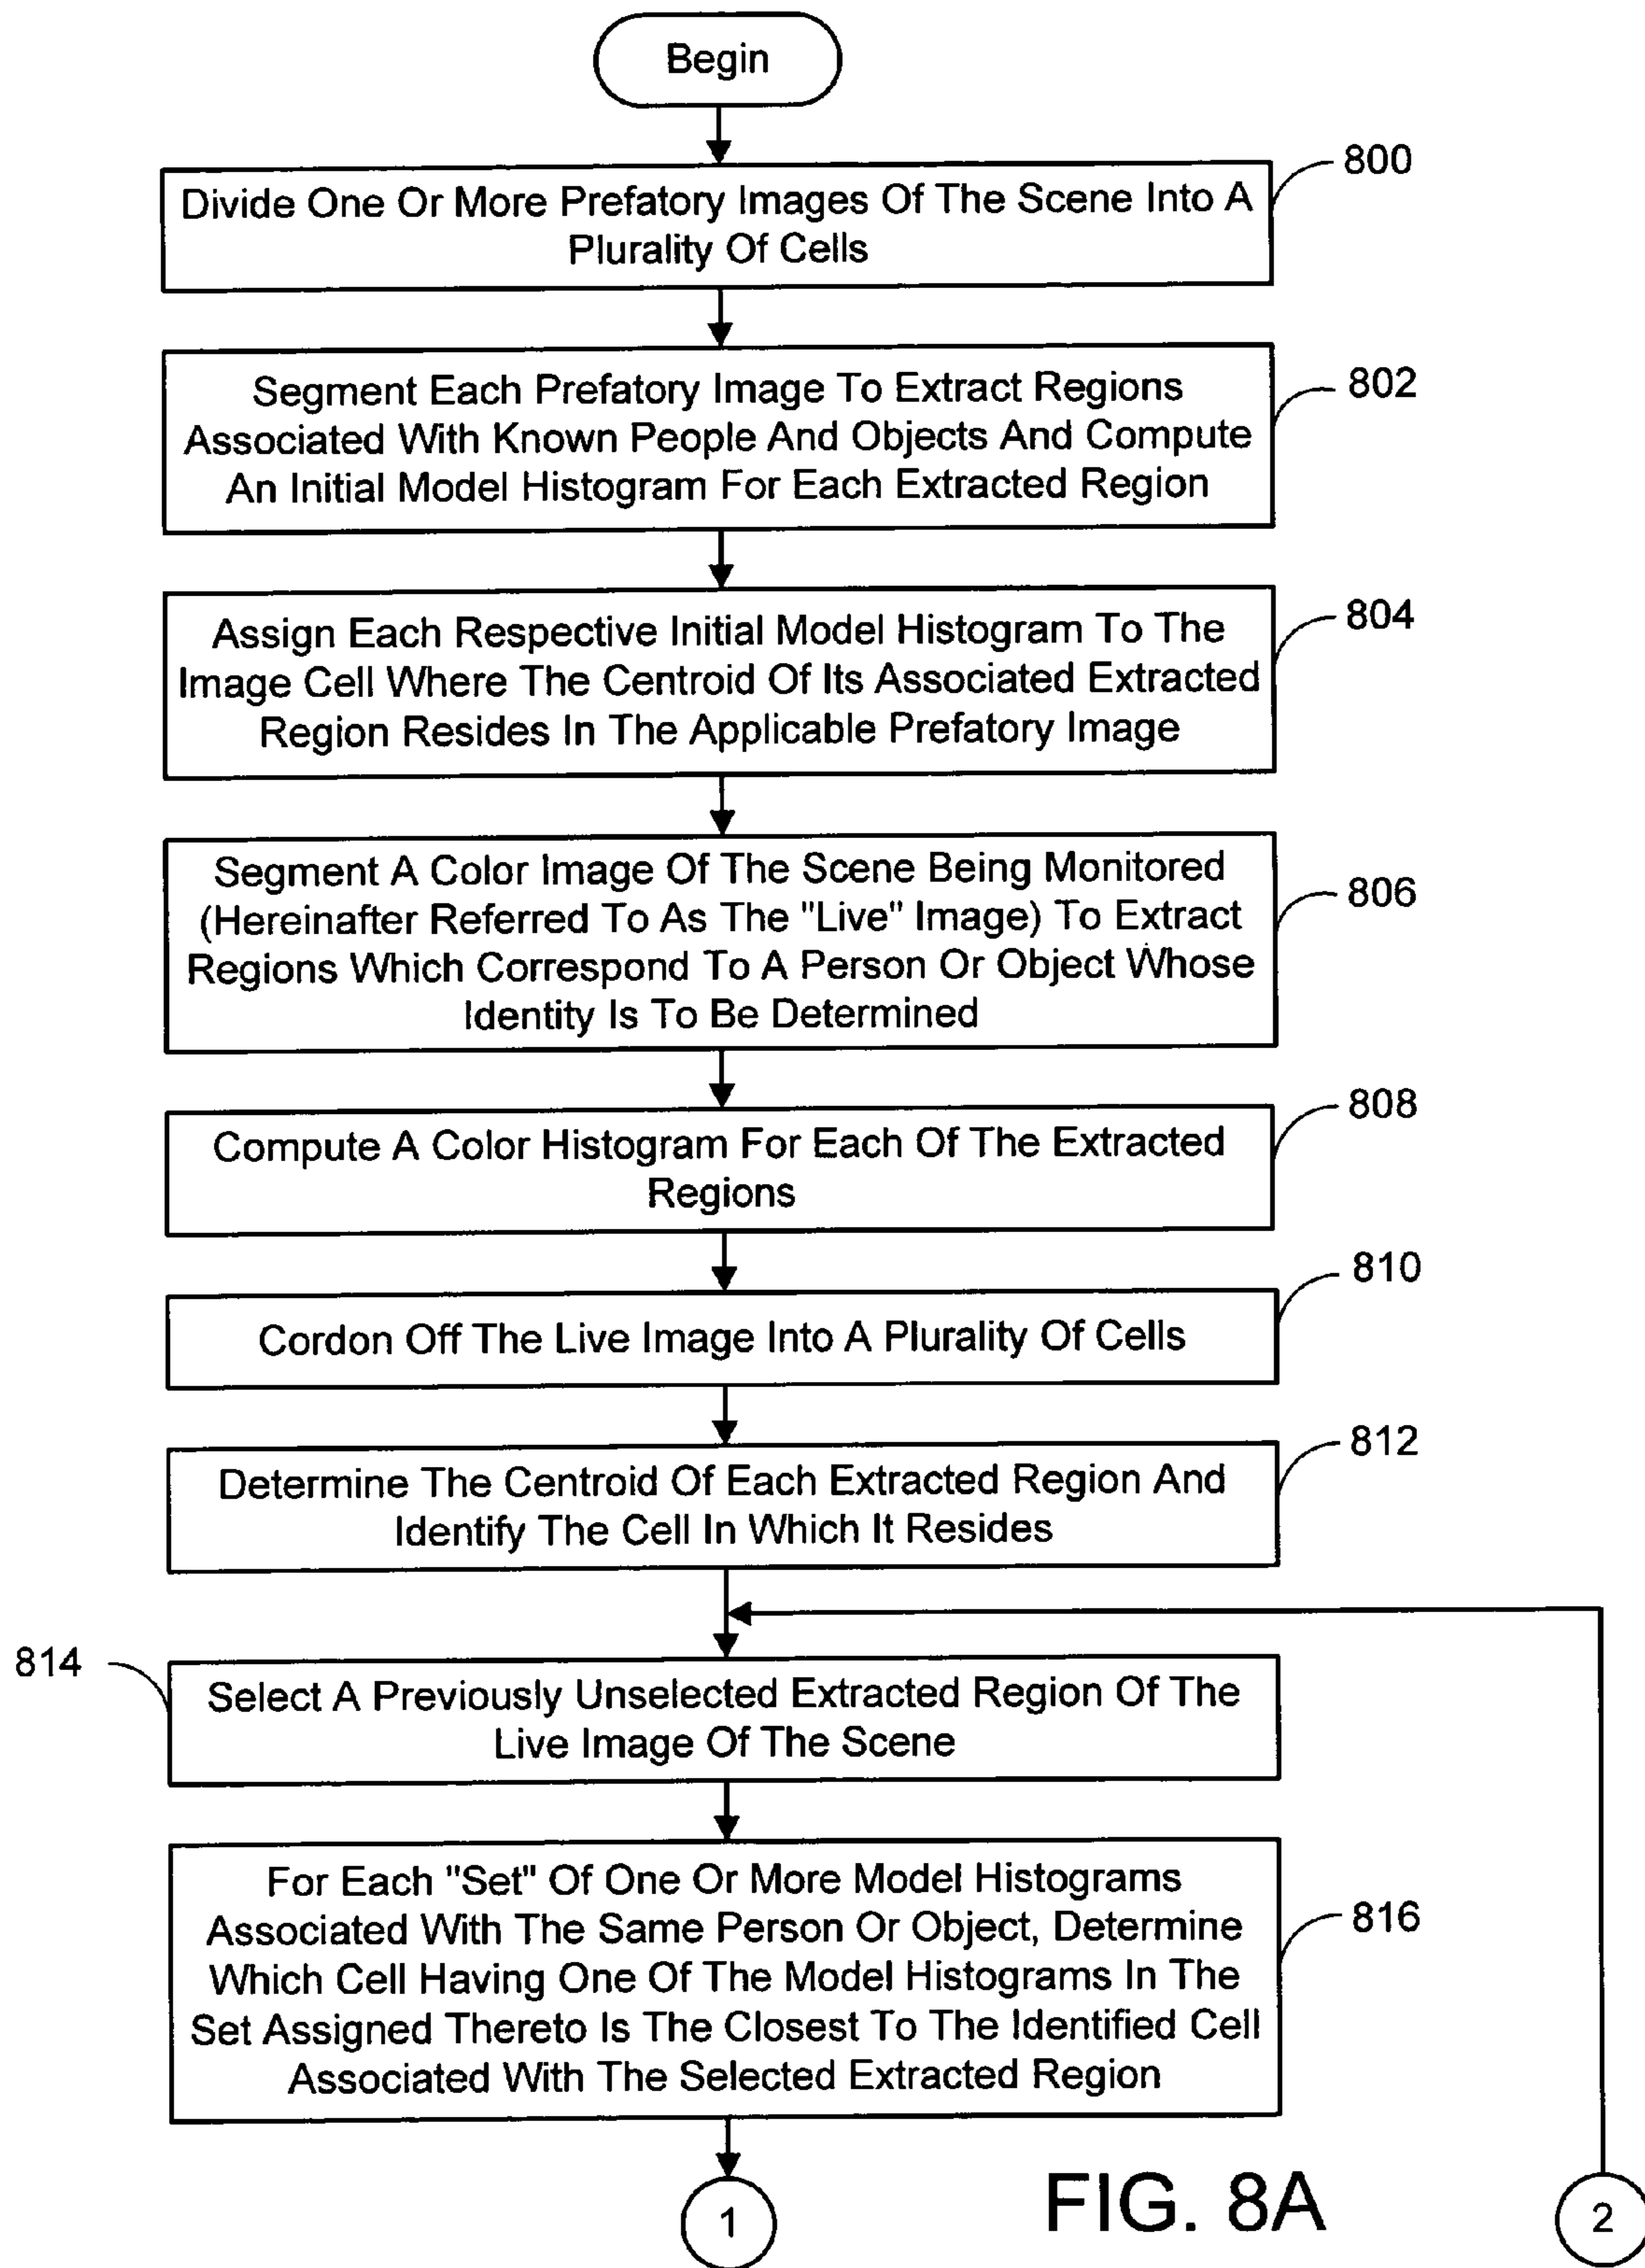 Begin
800
Divide One Or More Prefatory Images Of The Scene Into A
Plurality Of Cells
802
Segment Each Prefatory Image To Extract Regions
Associated With Known People And Objects And Compute
An Initial Model Histogram For Each Extracted Region
804
Assign Each Respective Initial Model Histogram To The
Image Cell Where The Centroid Of Its Associated Extracted
Region Resides In The Applicable Prefatory Image
806
Segment A Color Image Of The Scene Being Monitored
(Hereinafter Referred To As The "Live" Image) To Extract
Regions Which Correspond To A Person Or Object Whose
Identity Is To Be Determined
808
Compute A Color Histogram For Each Of The Extracted
Regions
810
Cordon Off The Live Image Into A Plurality Of Cells
812
Determine The Centroid Of Each Extracted Region And
Identify The Cell In Which It Resides
814
Select A Previously Unselected Extracted Region Of The
Live Image Of The Scene
816
For Each "Set" Of One Or More Model Histograms
Associated With The Same Person Or Object, Determine
Which Cell Having One Of The Model Histograms In The
Set Assigned Thereto Is The Closest To The Identified Cell
Associated With The Selected Extracted Region
1
FIG. 8A
2